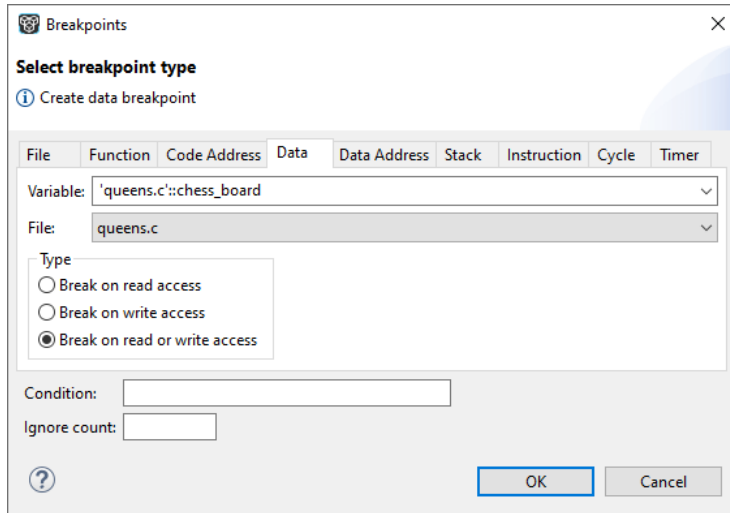 Breakpoints
Select breakpoint type
Create data breakpoint
File Function Code Address Data Data Address Stack Instruction Cycle Timer
Variable: 'queens.c'::chess_board
File: queens.c
Type
Break on read access
Break on write access
Break on read or write access
Condition:
Ignore count:
OK Cancel